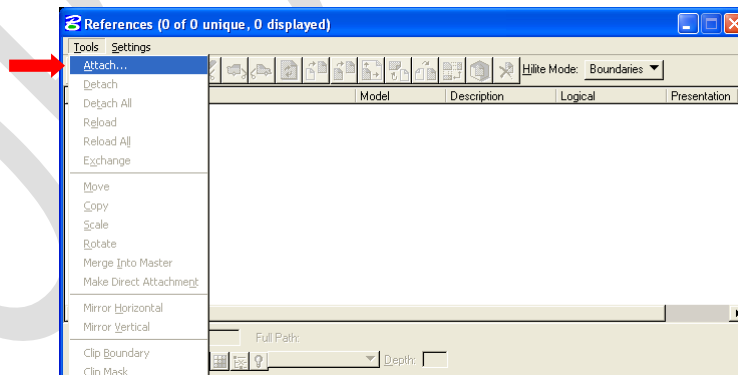 References (0 of 0 unique, 0 displayed)
Tools Settings
Attach...
Hilite Mode: Boundaries
Detach
Model Description Logical Presentation
Detach All
Reload
Reload All
Exchange
Move
Copy
Scale
Rotate
Merge Into Master
Make Direct Attachment
Mirror Horizontal
Mirror Vertical
Full Path:
Clip Boundary
Depth:
Clip Mask